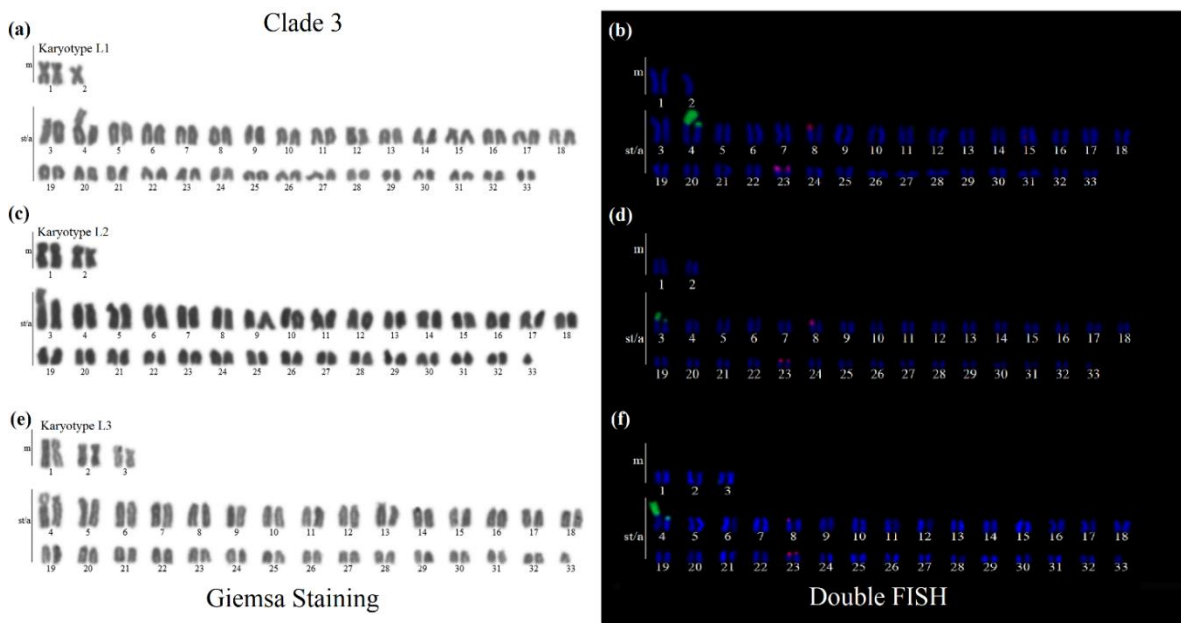 Clade 3
(a)
Karyotype L1
m
1 2
st/a
3 4 5 6 7 8 9 10 11 12 13 14 15 16 17 18
19 20 21 22 23 24 25 26 27 28 29 30 31 32 33
(c)
Karyotype L2
m
1 2
st/a
3 4 5 6 7 8 9 10 11 12 13 14 15 16 17 18
19 20 21 22 23 24 25 26 27 28 29 30 31 32 33
(e)
Karyotype L3
m
1 2 3
st/a
4 5 6 7 8 9 10 11 12 13 14 15 16 17 18
19 20 21 22 23 24 25 26 27 28 29 30 31 32 33
Giemsa Staining
(b)
m
1 2
st/a
3 4 5 6 7 8 9 10 11 12 13 14 15 16 17 18
19 20 21 22 23 24 25 26 27 28 29 30 31 32 33
(d)
m
1 2
st/a
3 4 5 6 7 8 9 10 11 12 13 14 15 16 17 18
19 20 21 22 23 24 25 26 27 28 29 30 31 32 33
(f)
m
1 2 3
st/a
4 5 6 7 8 9 10 11 12 13 14 15 16 17 18
19 20 21 22 23 24 25 26 27 28 29 30 31 32 33
Double FISH